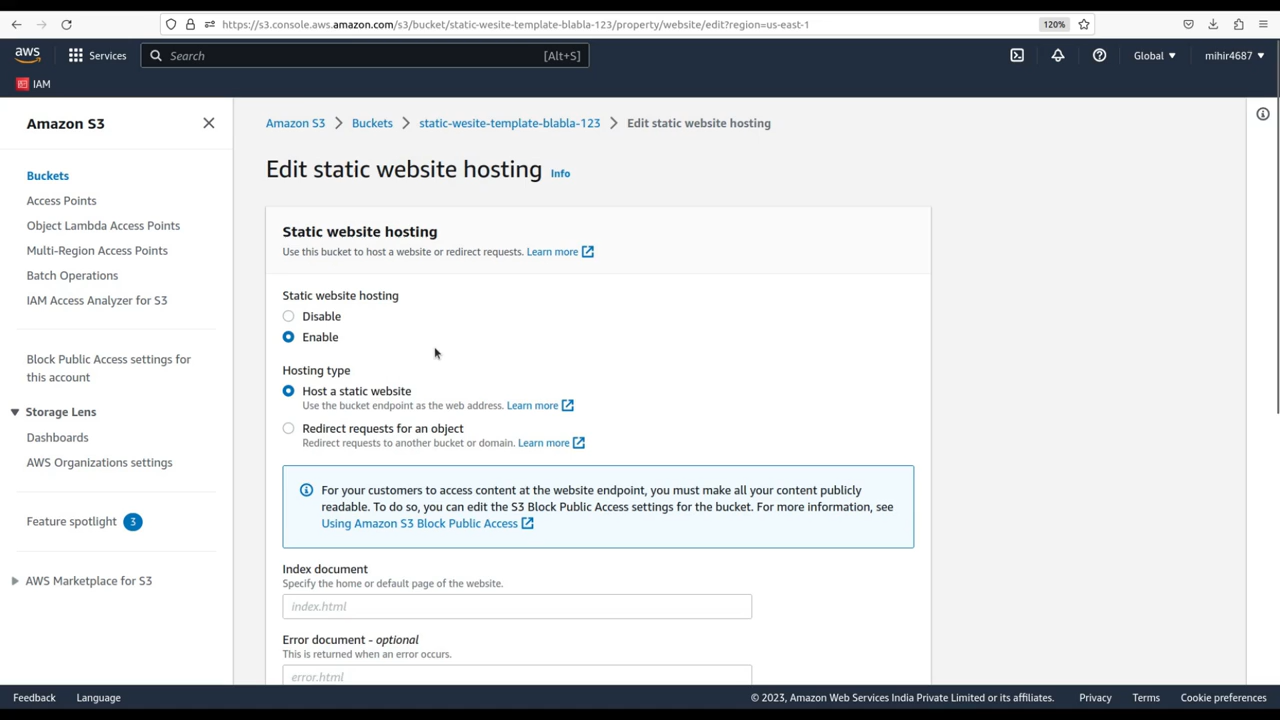 https://s3.console.aws.amazon.com/s3/bucket/static-wesite-template-blabla-123/property/website/edit?region=us-east-1
120%
aws
Services
Search
[Alt+S]
Global
mihir4687
IAM
Amazon S3
Buckets
Access Points
Object Lambda Access Points
Multi-Region Access Points
Batch Operations
IAM Access Analyzer for S3
Block Public Access settings for
this account
Storage Lens
Dashboards
AWS Organizations settings
Feature spotlight 3
AWS Marketplace for S3
Amazon S3 > Buckets > static-wesite-template-blabla-123 > Edit static website hosting
Edit static website hosting Info
Static website hosting
Use this bucket to host a website or redirect requests. Learn more
Static website hosting
Disable
Enable
Hosting type
Host a static website
Use the bucket endpoint as the web address. Learn more
Redirect requests for an object
Redirect requests to another bucket or domain. Learn more
For your customers to access content at the website endpoint, you must make all your content publicly
readable. To do so, you can edit the S3 Block Public Access settings for the bucket. For more information, see
Using Amazon S3 Block Public Access
Index document
Specify the home or default page of the website.
index.html
Error document - optional
This is returned when an error occurs.
error.html
Feedback
Language
© 2023, Amazon Web Services India Private Limited or its affiliates.
Privacy
Terms
Cookie preferences